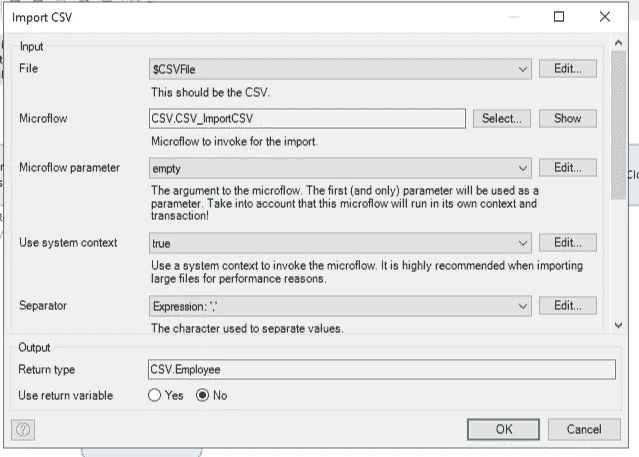 Import CSV
Input
File
$CSVFile
Edit...
This should be the CSV.
Microflow
CSV.CSV_ImportCSV
Select...
Show
Microflow to invoke for the import.
Microflow parameter
empty
Edit...
The argument to the microflow. The first (and only) parameter will be used as a
parameter. Take into account that this microflow will run in its own context and
transaction!
Use system context
true
Edit...
Use a system context to invoke the microflow. It is highly recommended when importing
large files for performance reasons.
Separator
Expression: ','
Edit...
The character used to separate values.
Output
Return type
CSV.Employee
Use return variable
Yes
No
?
OK
Cancel